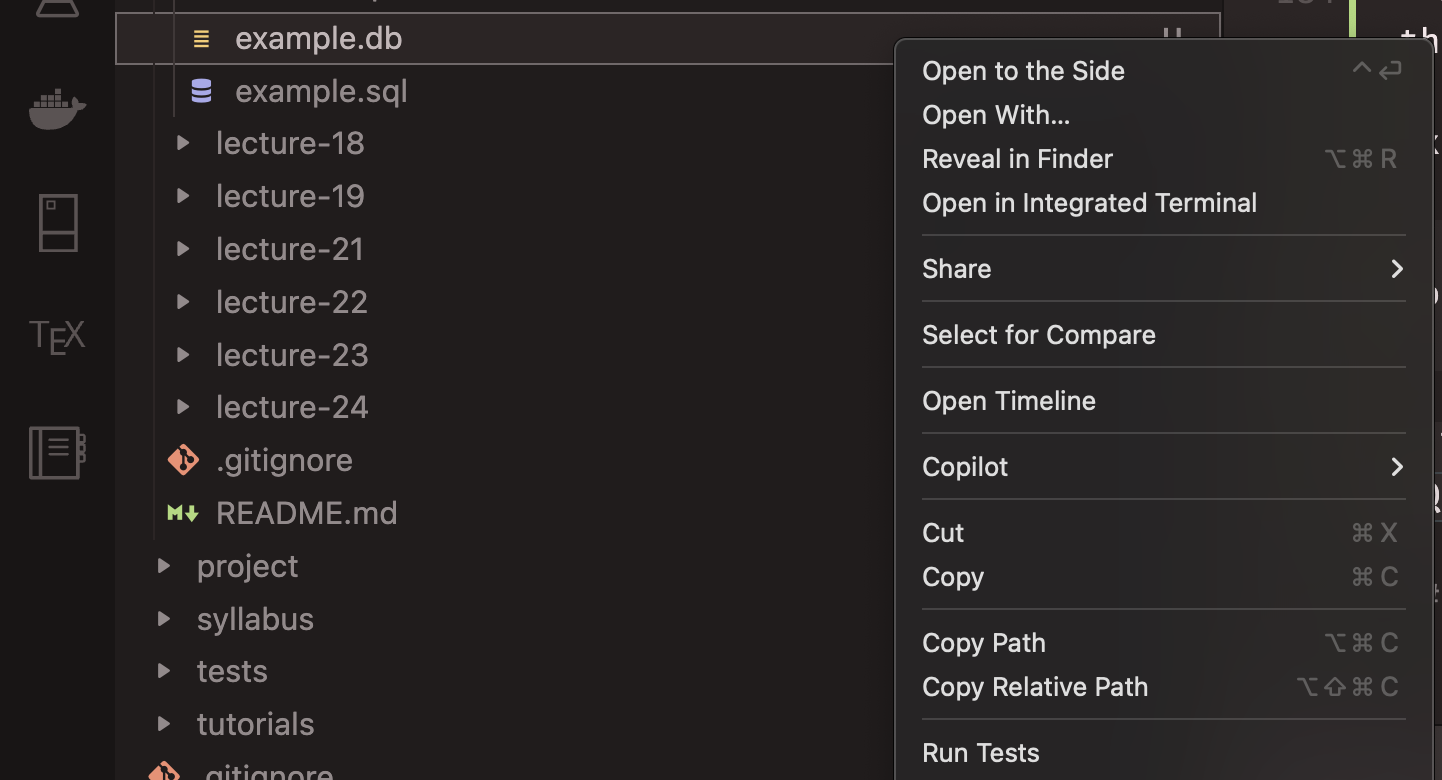 example.db
U
example.sql
lecture-18
lecture-19
lecture-21
lecture-22
lecture-23
lecture-24
.gitignore
README.md
project
syllabus
tests
tutorials
.gitignore
TEX
Open to the Side ^⏎
Open With...
Reveal in Finder ⌥⌘R
Open in Integrated Terminal
Share
Select for Compare
Open Timeline
Copilot
Cut ⌘X
Copy ⌘C
Copy Path ⌥⌘C
Copy Relative Path ⌥⇧⌘C
Run Tests
th